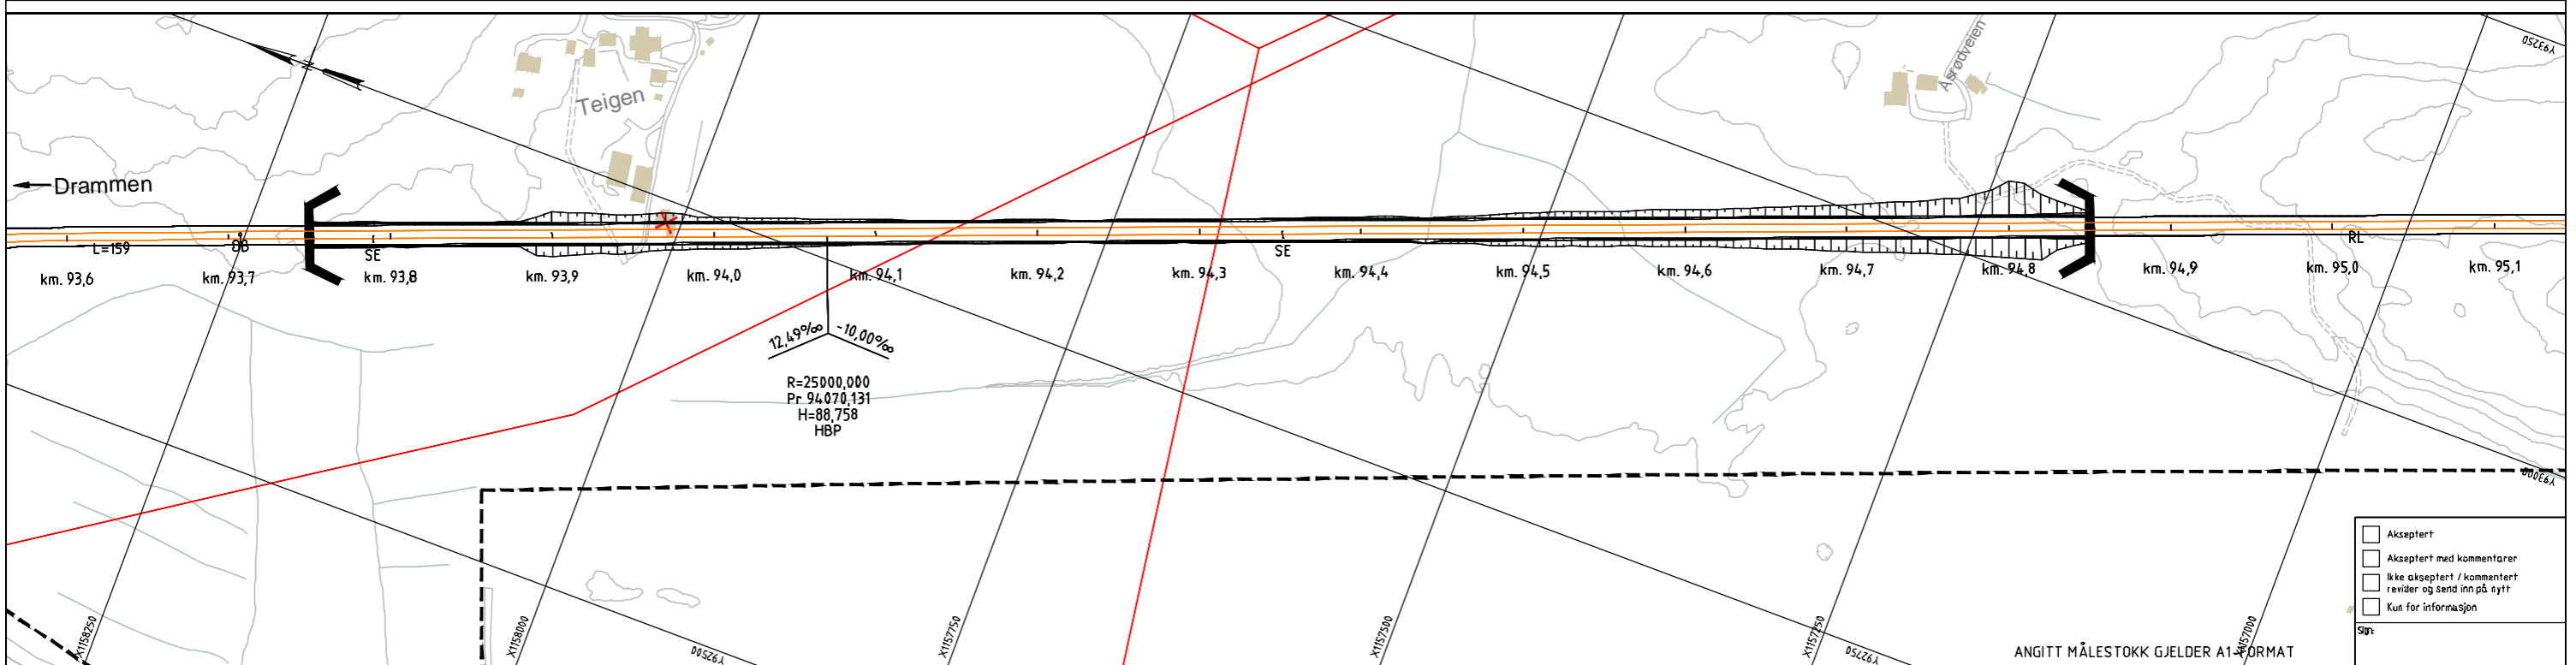 Y93250
Åsrødveien
N
Teigen
Drammen
L=159
SE
SE
RL
km. 93,6
km. 93,7
km. 93,8
km. 93,9
km. 94,0
km. 94,1
km. 94,2
km. 94,3
km. 94,4
km. 94,5
km. 94,6
km. 94,7
km. 94,8
km. 94,9
km. 95,0
km. 95,1
12,49‰
-10,00‰
R=25000,000
Pr 94070,131
H=88,758
HBP
Y93000
Akseptert
Akseptert med kommentarer
Ikke akseptert / kommentert
revider og send inn på nytt
Kun for informasjon
Sign:
X1158250
X1158000
Y92500
X1157750
X1157500
X1157250
Y92750
X1157000
ANGITT MÅLESTOKK GJELDER A1-FORMAT